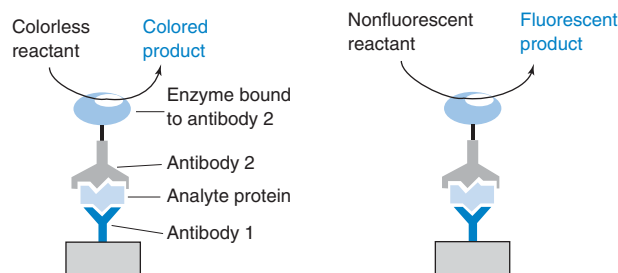 Colorless
reactant
Colored
product
Enzyme bound
to antibody 2
Antibody 2
Analyte protein
Antibody 1
Nonfluorescent
reactant
Fluorescent
product